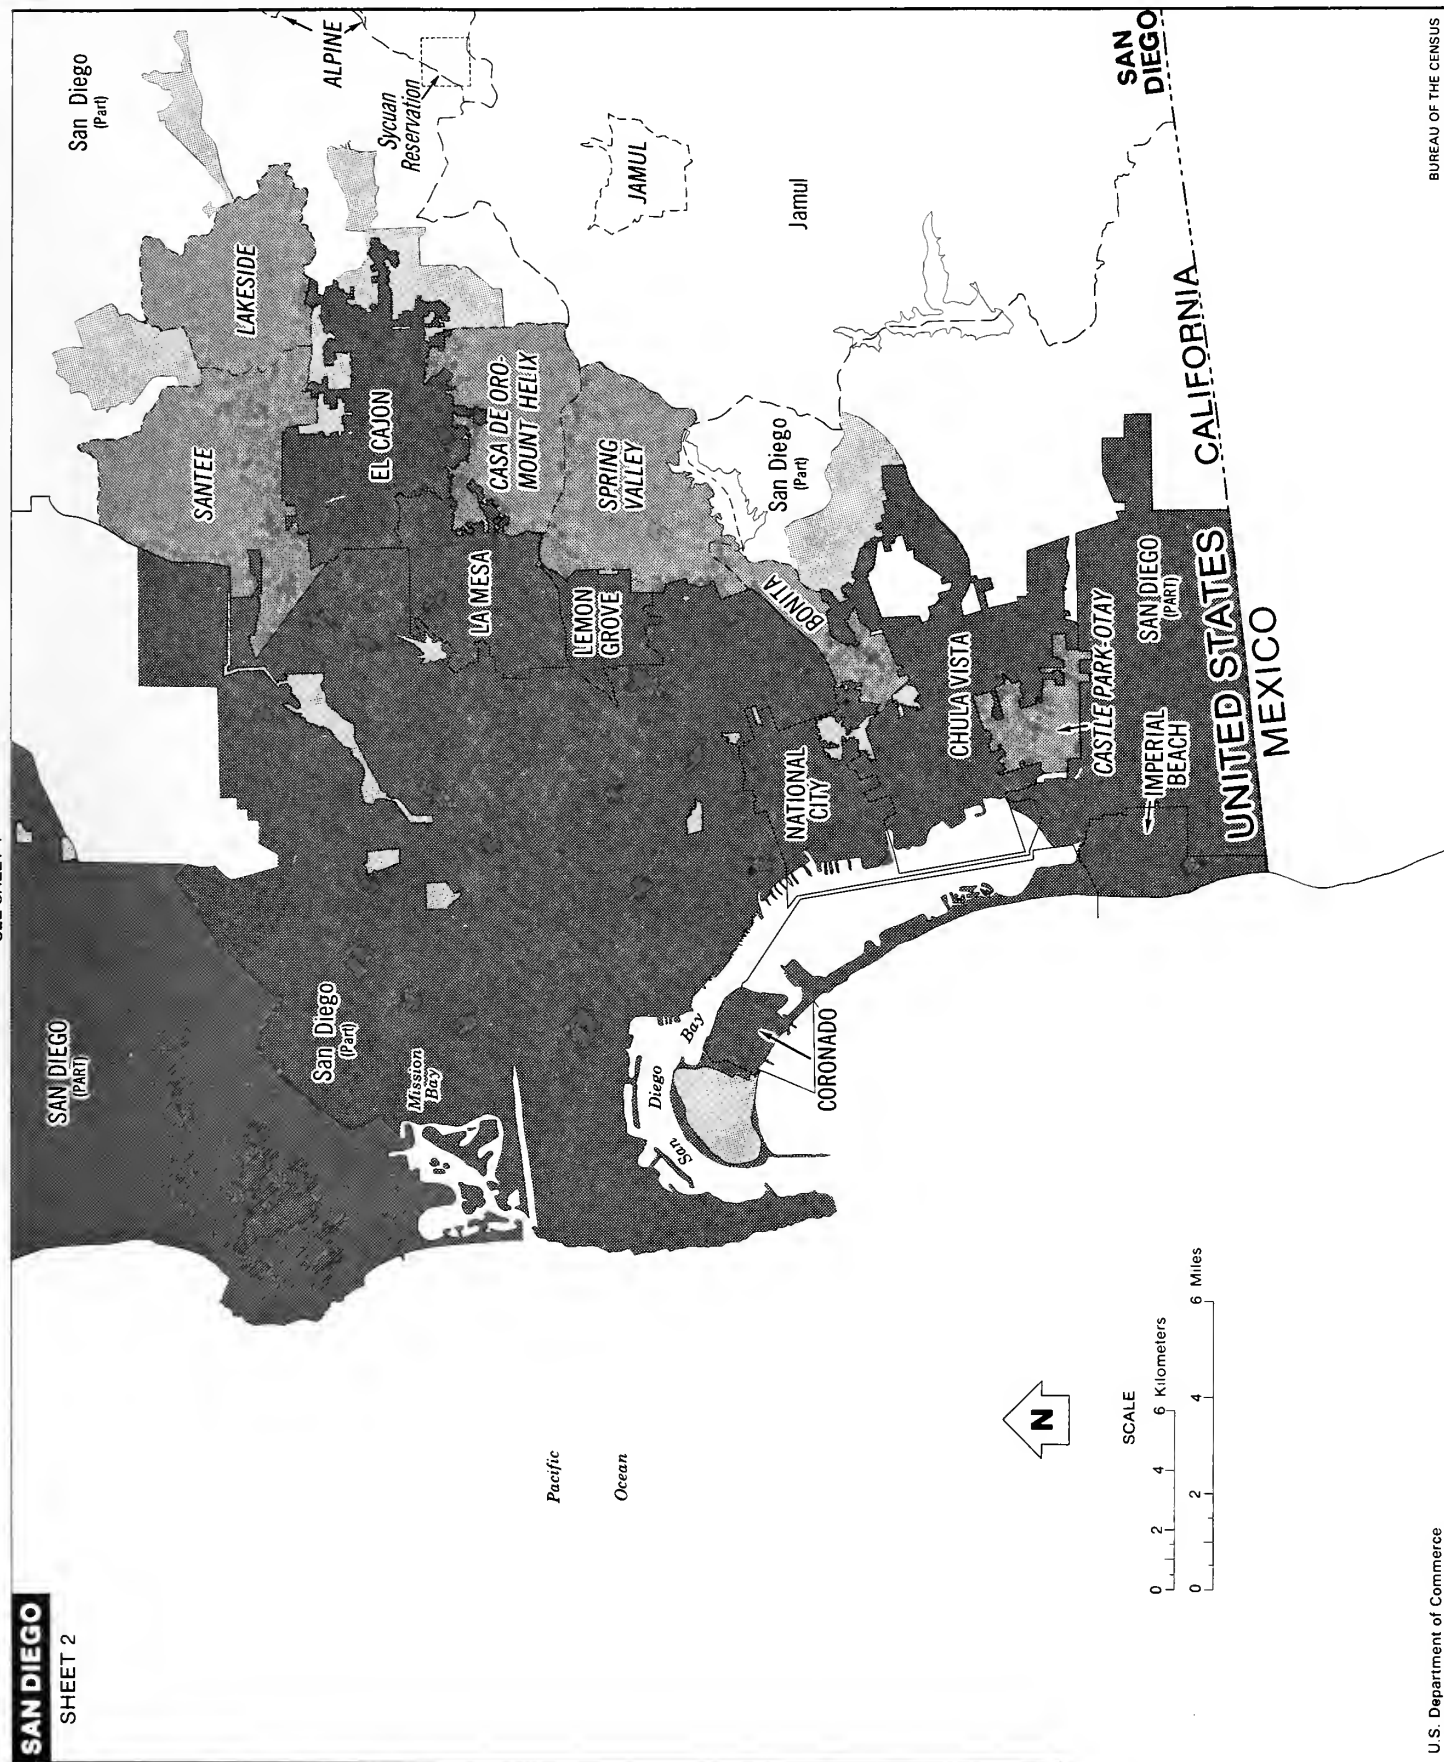 SAN DIEGO
SHEET 2
San Diego
(Part)
ALPINE
Sycuan
Reservation
LAKESIDE
SANTEE
JAMUL
Jamul
EL CAJON
CASA DE ORO-
MOUNT HELIX
SPRING
VALLEY
San Diego
(Part)
LA MESA
LEMON
GROVE
BONITA
SAN DIEGO
(PART)
San Diego
(Part)
Mission
Bay
NATIONAL
CITY
CHULA VISTA
CASTLE PARK-OTAY
IMPERIAL
BEACH
SAN DIEGO
(PART)
San
Diego
Bay
CORONADO
SAN
DIEGO
CALIFORNIA
UNITED STATES
MEXICO
Pacific
Ocean
N
SCALE
0 2 4 6 Kilometers
0 2 4 6 Miles
U.S. Department of Commerce
BUREAU OF THE CENSUS